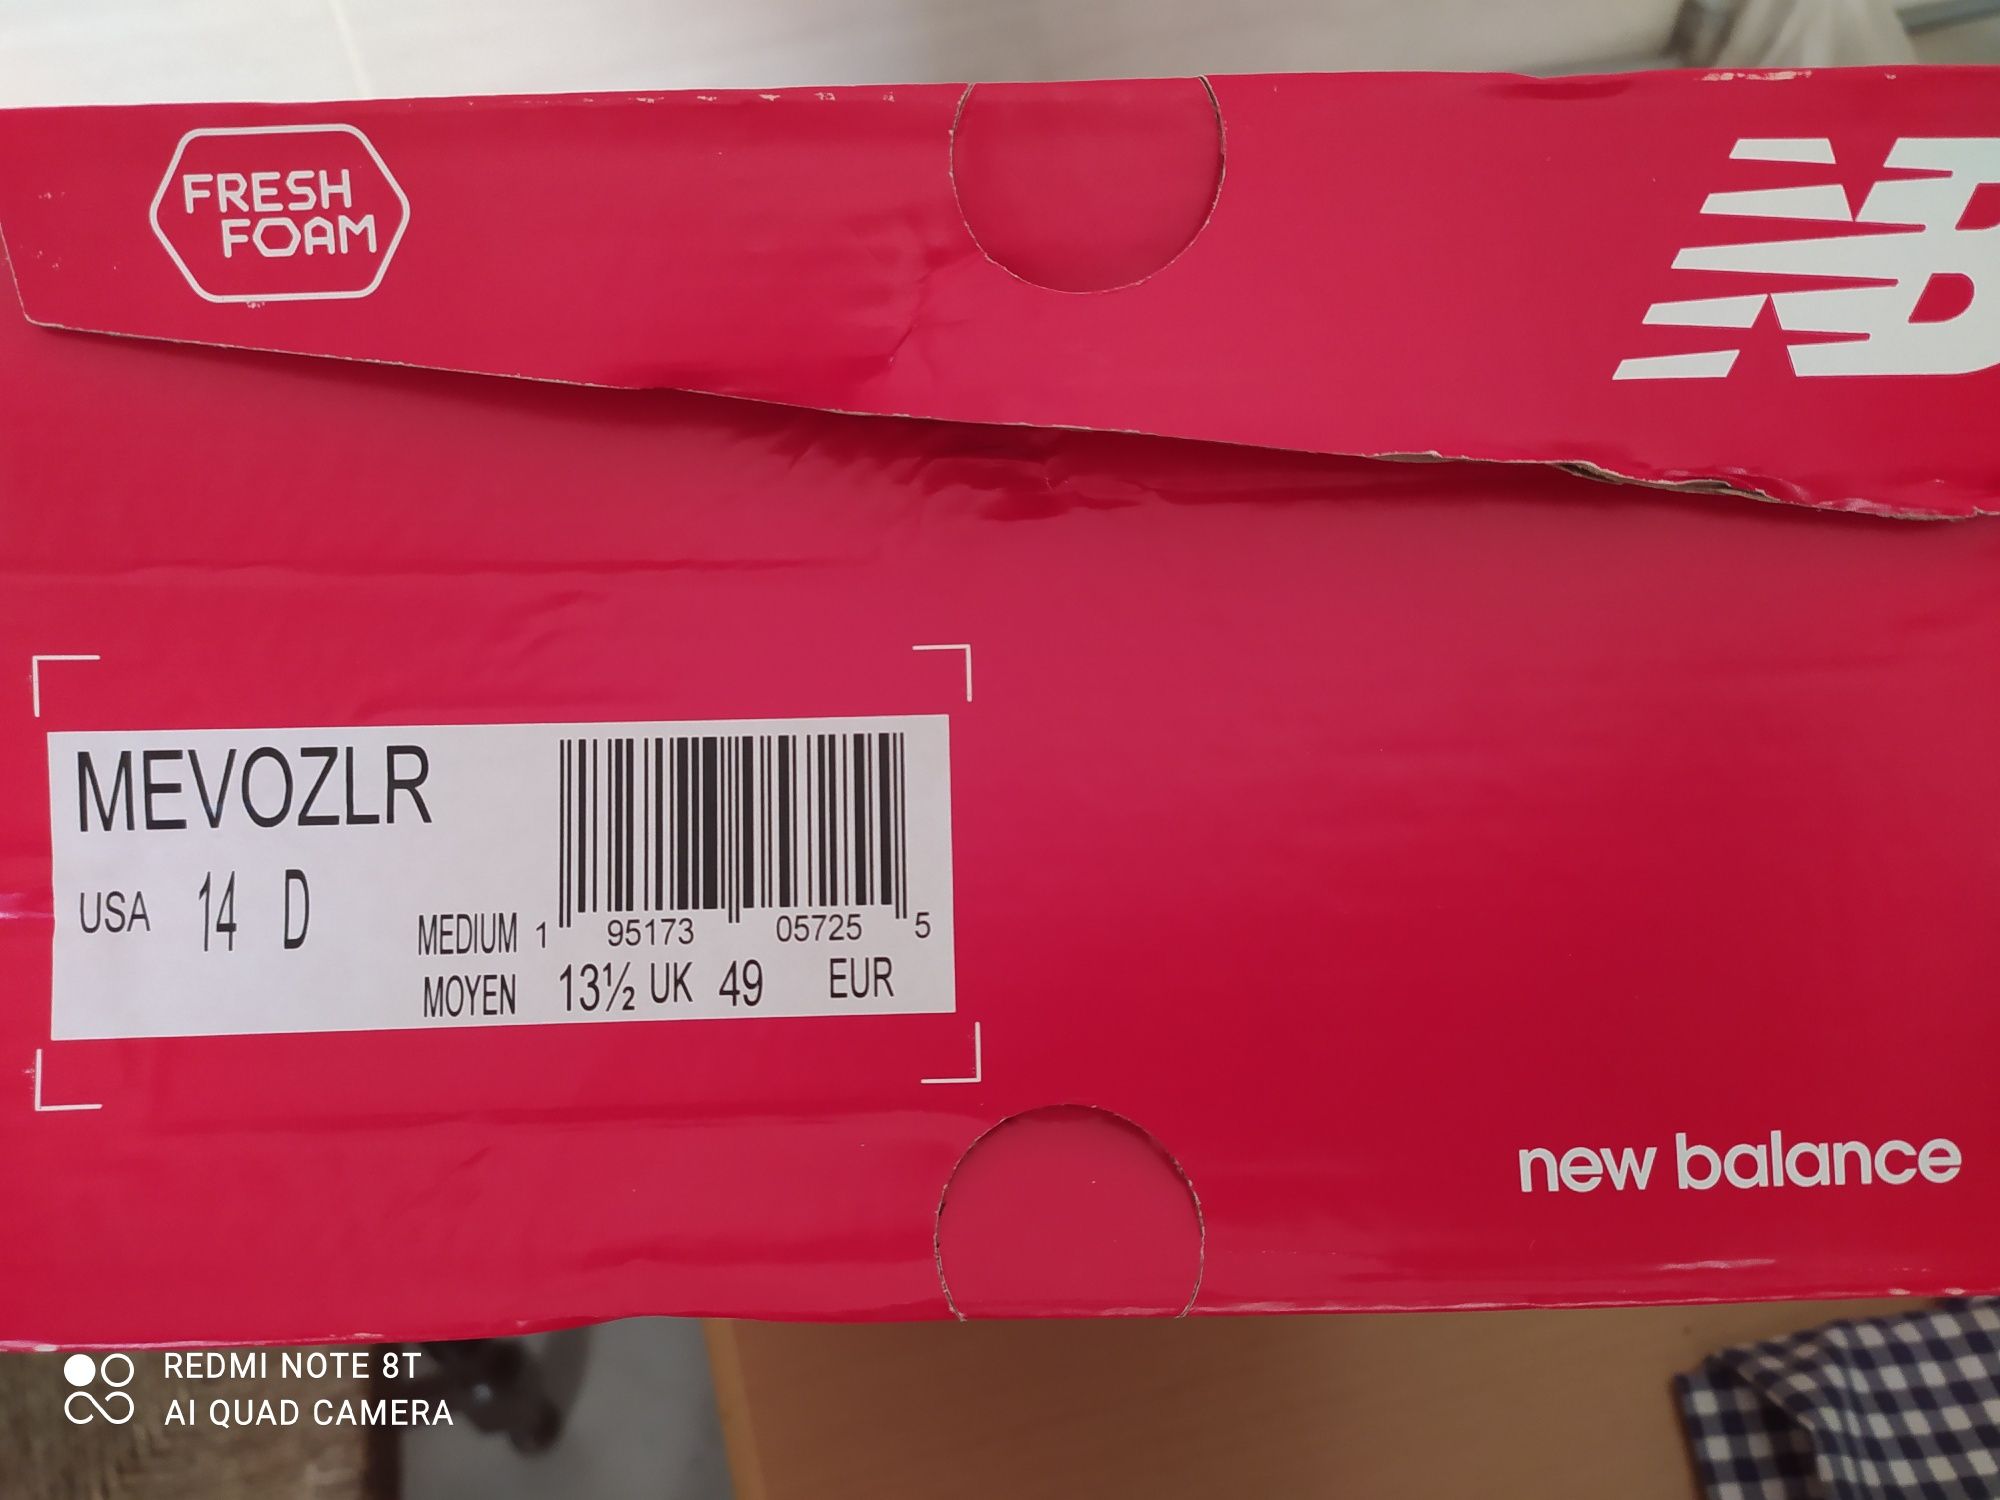 FRESH
FOAM
NB
MEVOZLR
USA 14 D
MEDIUM 1 95173 05725 5
MOYEN 13½ UK 49 EUR
new balance
REDMI NOTE 8T
AI QUAD CAMERA